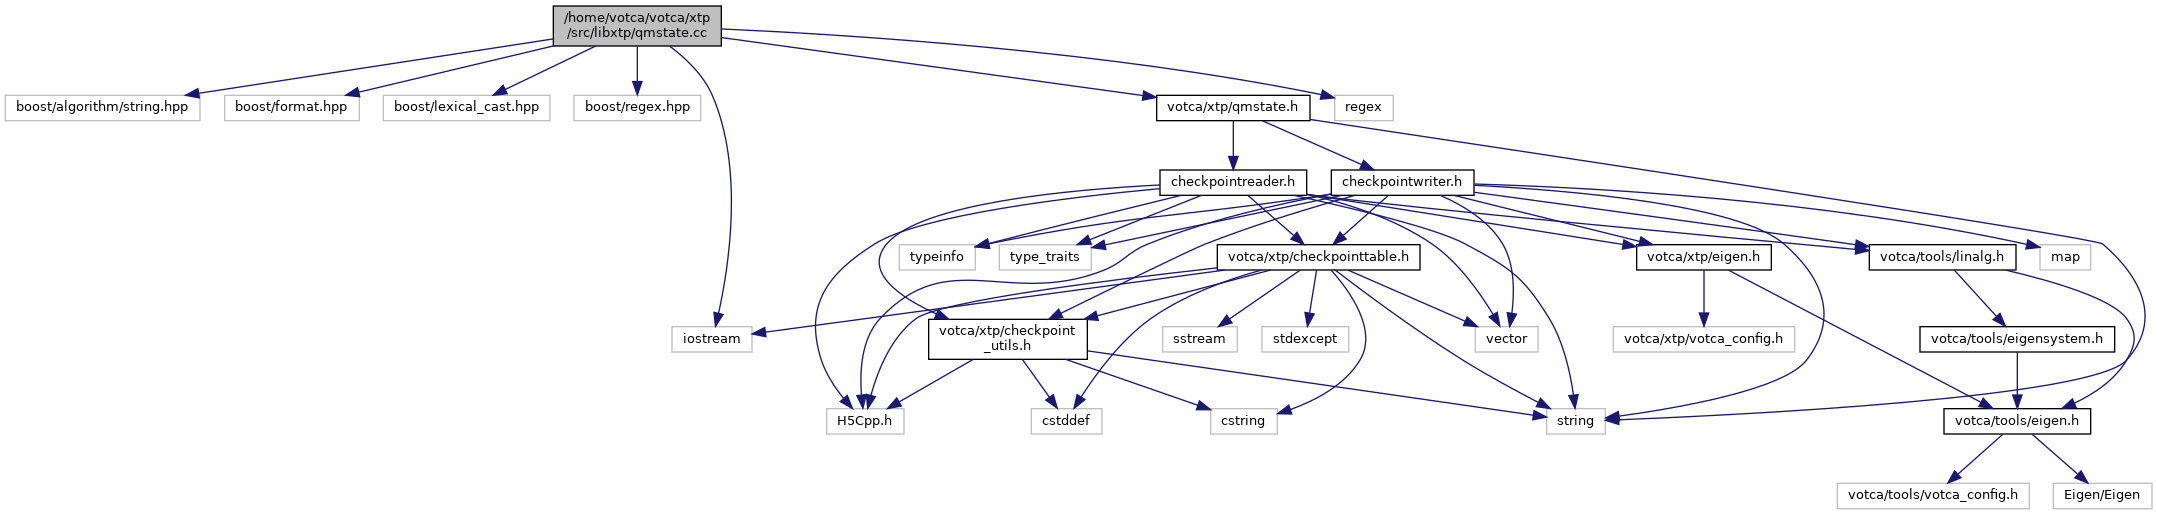 /home/votca/votca/xtp
/src/libxtp/qmstate.cc
boost/algorithm/string.hpp
boost/format.hpp
boost/lexical_cast.hpp
boost/regex.hpp
votca/xtp/qmstate.h
regex
checkpointreader.h
checkpointwriter.h
typeinfo
type_traits
votca/xtp/checkpointtable.h
votca/xtp/eigen.h
votca/tools/linalg.h
map
iostream
votca/xtp/checkpoint
_utils.h
sstream
stdexcept
vector
votca/xtp/votca_config.h
votca/tools/eigensystem.h
H5Cpp.h
cstddef
cstring
string
votca/tools/eigen.h
votca/tools/votca_config.h
Eigen/Eigen